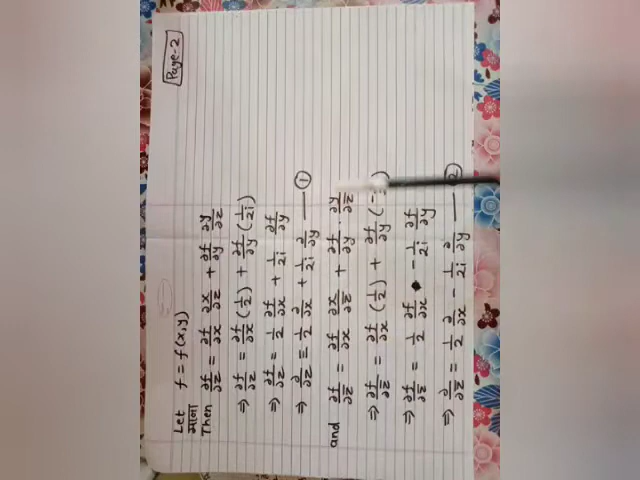 Page-2
Let f = f(x,y)
माना
Then ∂f/∂z = ∂f/∂x ∂x/∂z + ∂f/∂y ∂y/∂z
⇒ ∂f/∂z = ∂f/∂x (1/2) + ∂f/∂y (1/2i)
⇒ ∂f/∂z = 1/2 ∂f/∂x + 1/2i ∂f/∂y
⇒ ∂/∂z ≡ 1/2 ∂/∂x + 1/2i ∂/∂y — ①
and ∂f/∂z̄ = ∂f/∂x ∂x/∂z̄ + ∂f/∂y · ∂y/∂z̄
⇒ ∂f/∂z̄ = ∂f/∂x (1/2) + ∂f/∂y (-
⇒ ∂f/∂z̄ = 1/2 ∂f/∂x - 1/2i ∂f/∂y
⇒ ∂/∂z̄ ≡ 1/2 ∂/∂x - 1/2i ∂/∂y — ②